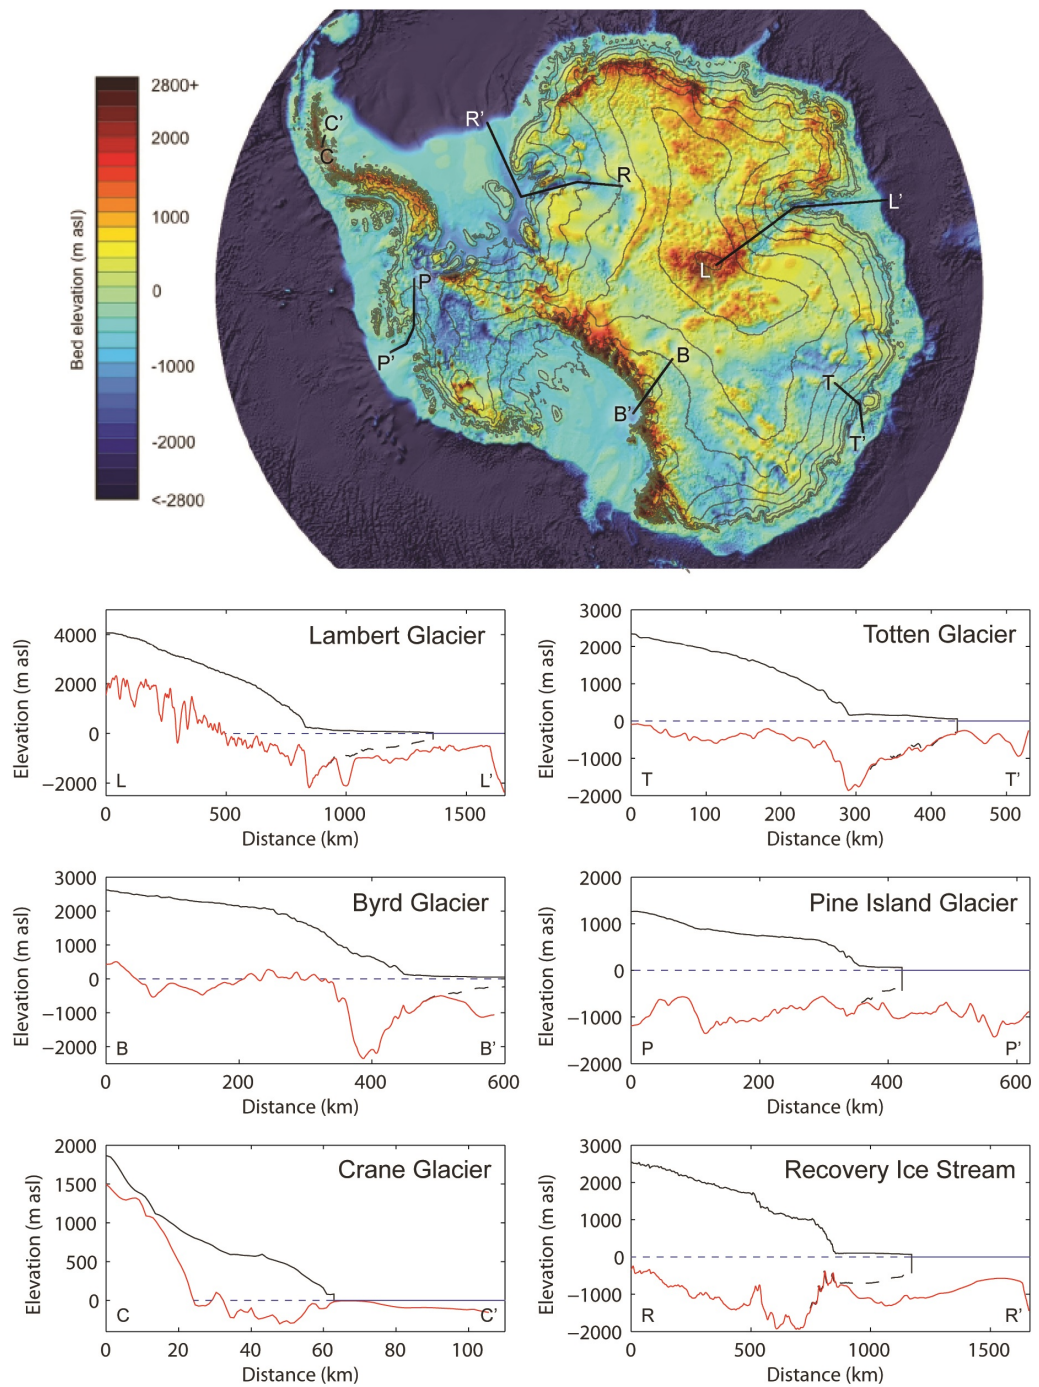 2800+
2000
1000
0
-1000
-2000
<-2800
Bed elevation (m asl)
C'
C
R'
R
L'
L
P
P'
B
B'
T
T'
Lambert Glacier
4000
2000
0
−2000
Elevation (m asl)
L
L'
0
500
1000
1500
Distance (km)
Totten Glacier
3000
2000
1000
0
−1000
−2000
Elevation (m asl)
T
T'
0
100
200
300
400
500
Distance (km)
Byrd Glacier
3000
2000
1000
0
−1000
−2000
Elevation (m asl)
B
B'
0
200
400
600
Distance (km)
Pine Island Glacier
2000
1000
0
−1000
−2000
Elevation (m asl)
P
P'
0
200
400
600
Distance (km)
Crane Glacier
2000
1500
1000
500
0
Elevation (m asl)
C
C'
0
20
40
60
80
100
Distance (km)
Recovery Ice Stream
3000
2000
1000
0
−1000
−2000
Elevation (m asl)
R
R'
0
500
1000
1500
Distance (km)